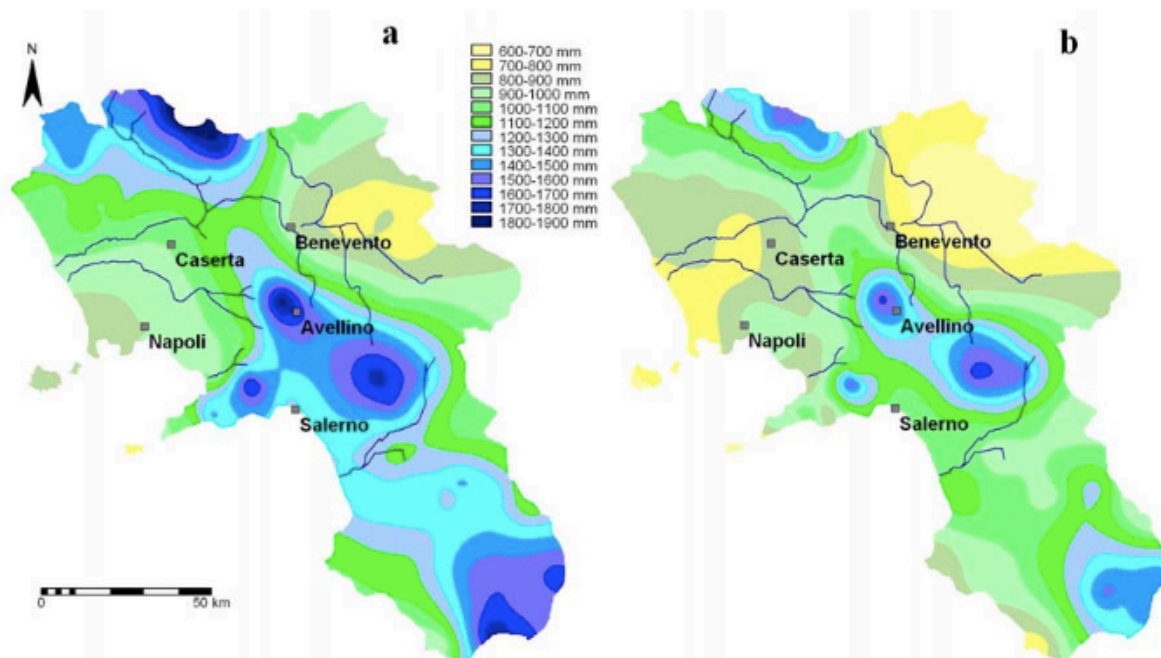 a
b
N
600-700 mm
700-800 mm
800-900 mm
900-1000 mm
1000-1100 mm
1100-1200 mm
1200-1300 mm
1300-1400 mm
1400-1500 mm
1500-1600 mm
1600-1700 mm
1700-1800 mm
1800-1900 mm
Benevento
Caserta
Avellino
Napoli
Salerno
Benevento
Caserta
Avellino
Napoli
Salerno
0 50 km